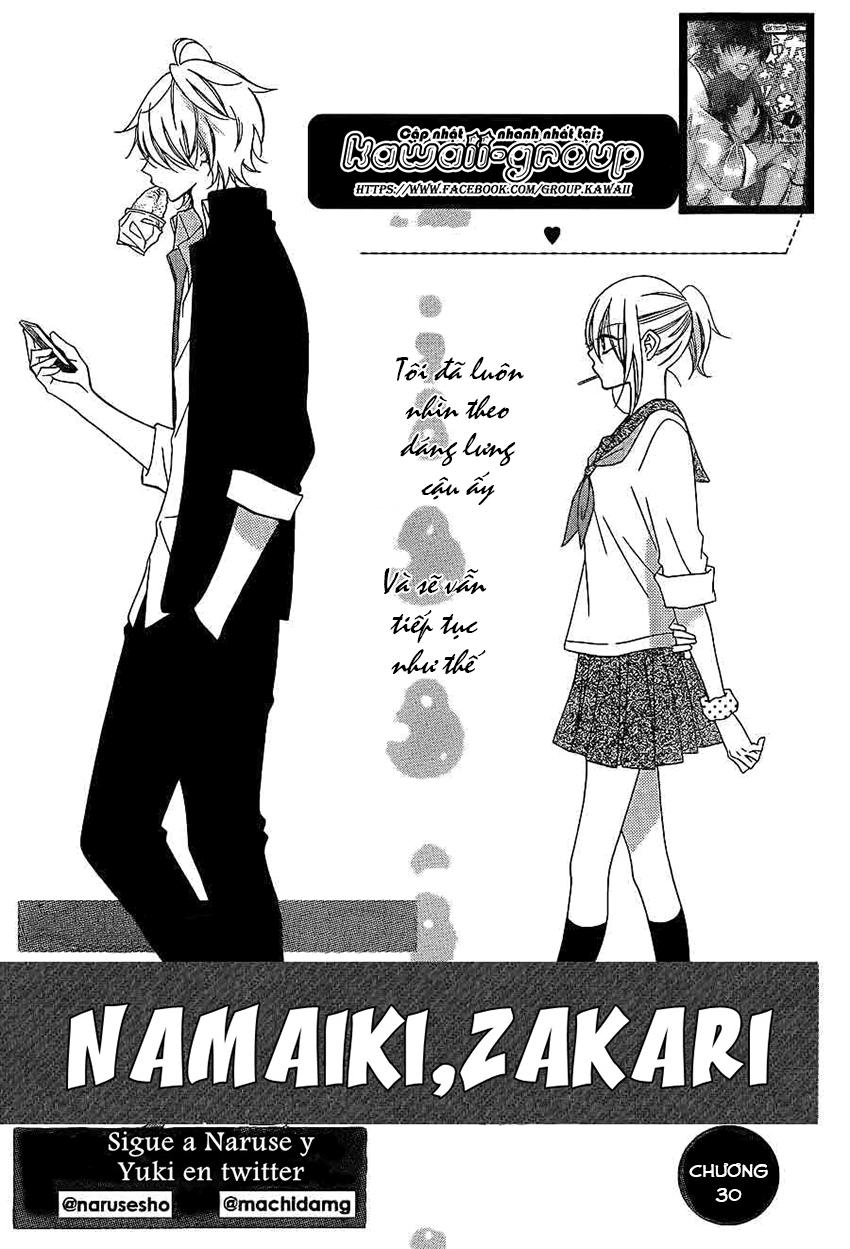 Cập nhật nhanh nhất tại:
kawaii-group
HTTPS://WWW.FACEBOOK.COM/GROUP.KAWAII
Tôi đã luôn
nhìn theo
dáng lưng
cậu ấy
Và sẽ vẫn
tiếp tục
như thế
NAMAIKI,ZAKARI
Sigue a Naruse y
Yuki en twitter
@narusesho @machidamg
CHƯƠNG
30